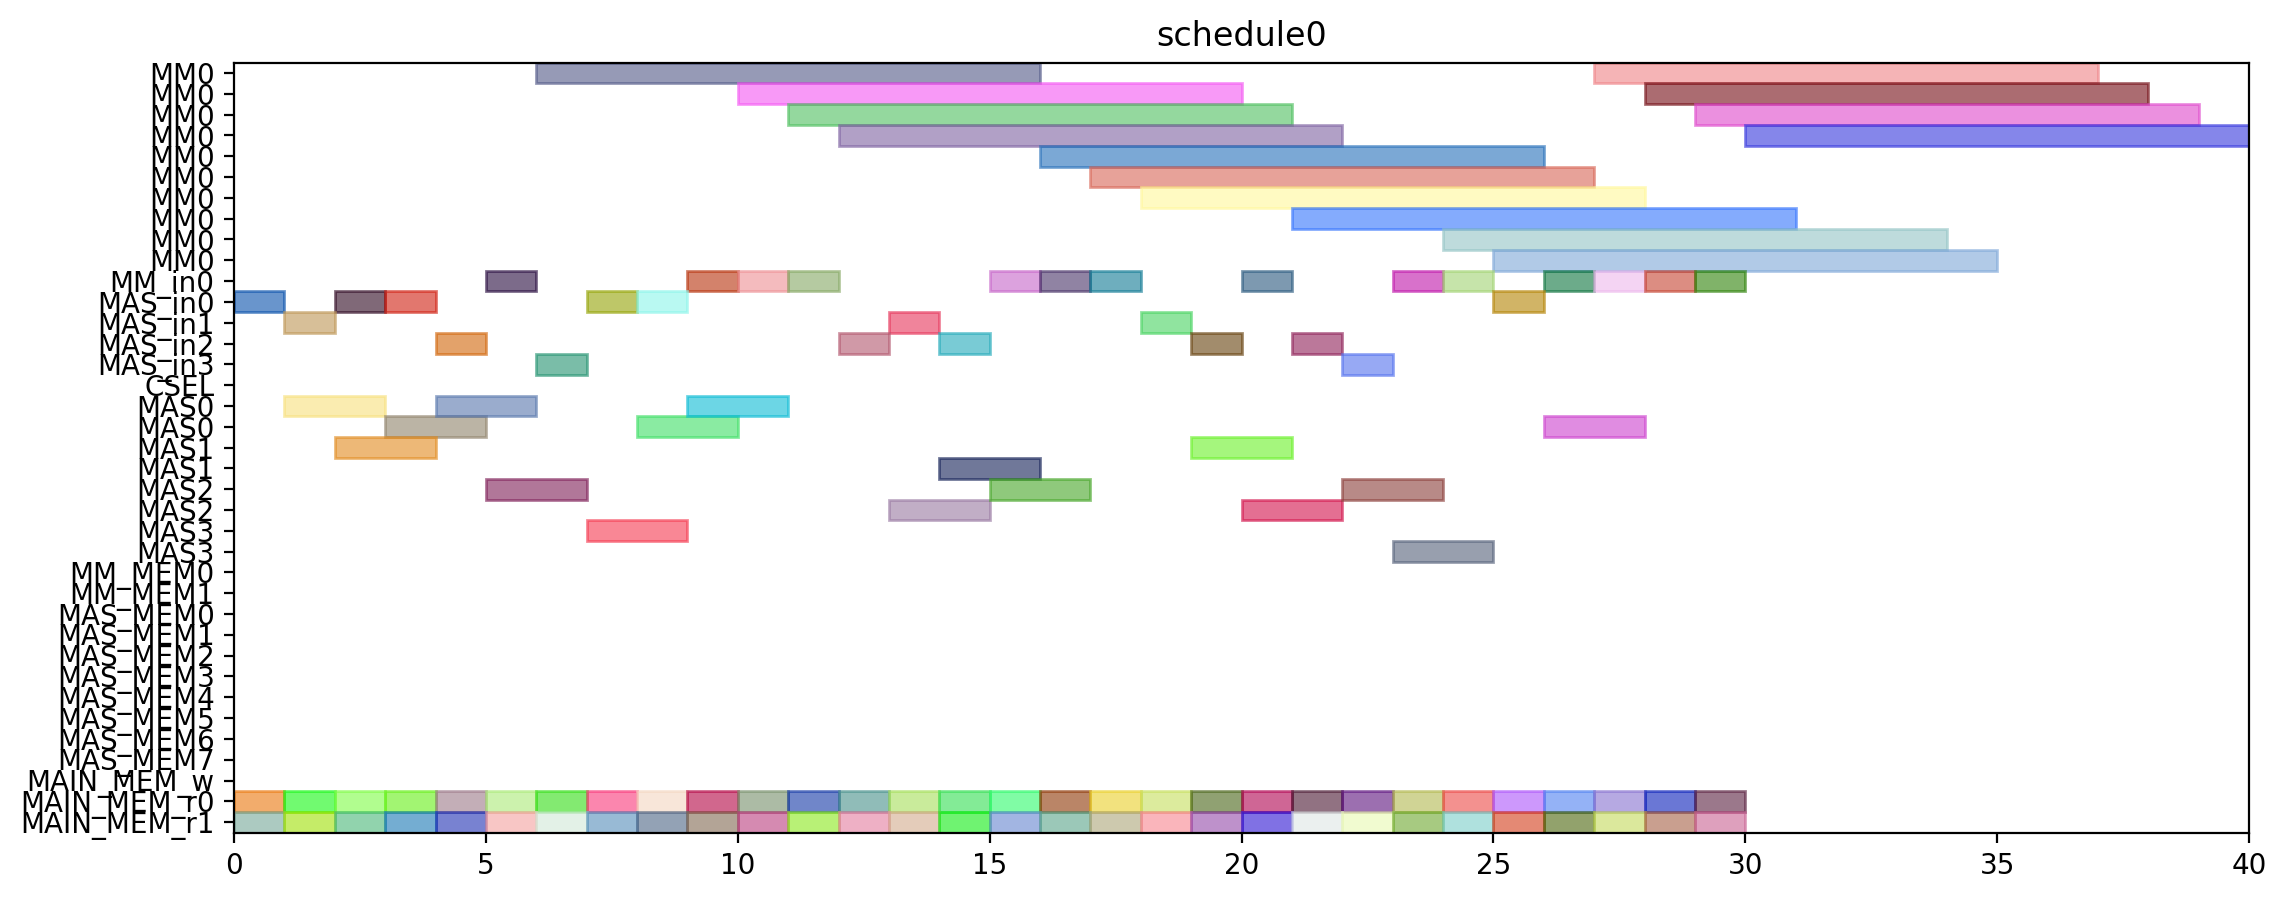 schedule0
MM0
MM0
MM0
MM0
MM0
MM0
MM0
MM0
MM0
MM0
MM_in0
MAS_in0
MAS_in1
MAS_in2
MAS_in3
CSEL
MAS0
MAS0
MAS1
MAS1
MAS2
MAS2
MAS3
MAS3
MM_MEM0
MM_MEM1
MAS_MEM0
MAS_MEM1
MAS_MEM2
MAS_MEM3
MAS_MEM4
MAS_MEM5
MAS_MEM6
MAS_MEM7
MAIN_MEM_w
MAIN_MEM_r0
MAIN_MEM_r1
0 5 10 15 20 25 30 35 40